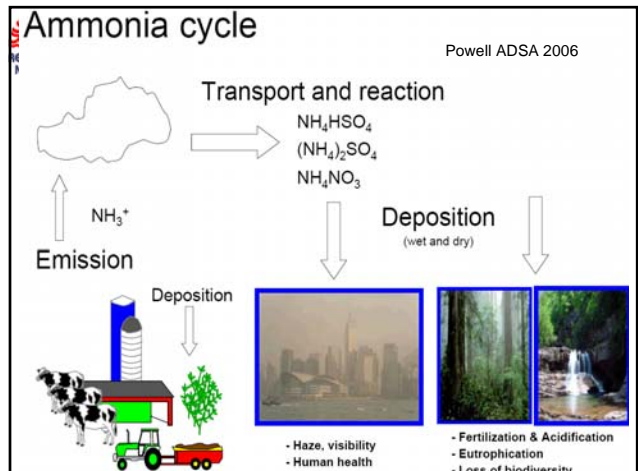 Ammonia cycle
Powell ADSA 2006
Transport and reaction
NH₄HSO₄
(NH₄)₂SO₄
NH₄NO₃
NH₃⁺
Deposition
(wet and dry)
Emission
Deposition
- Haze, visibility
- Human health
- Fertilization & Acidification
- Eutrophication
- Loss of biodiversity